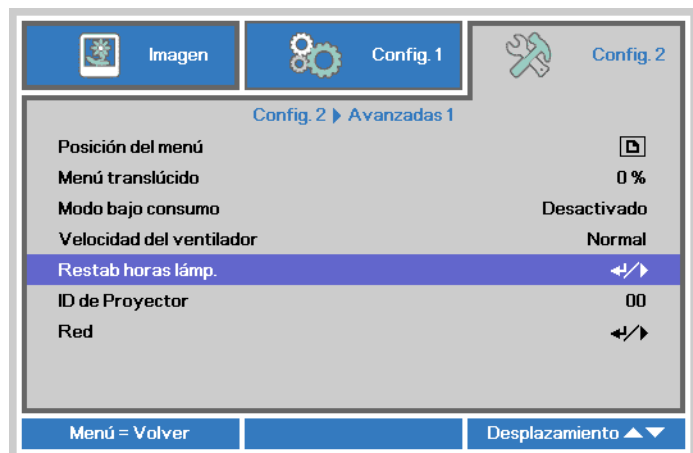 Imagen Config. 1 Config. 2
Config. 2 Avanzadas 1
Posición del menú
Menú translúcido 0 %
Modo bajo consumo Desactivado
Velocidad del ventilador Normal
Restab horas lámp.
ID de Proyector 00
Red
Menú = Volver Desplazamiento